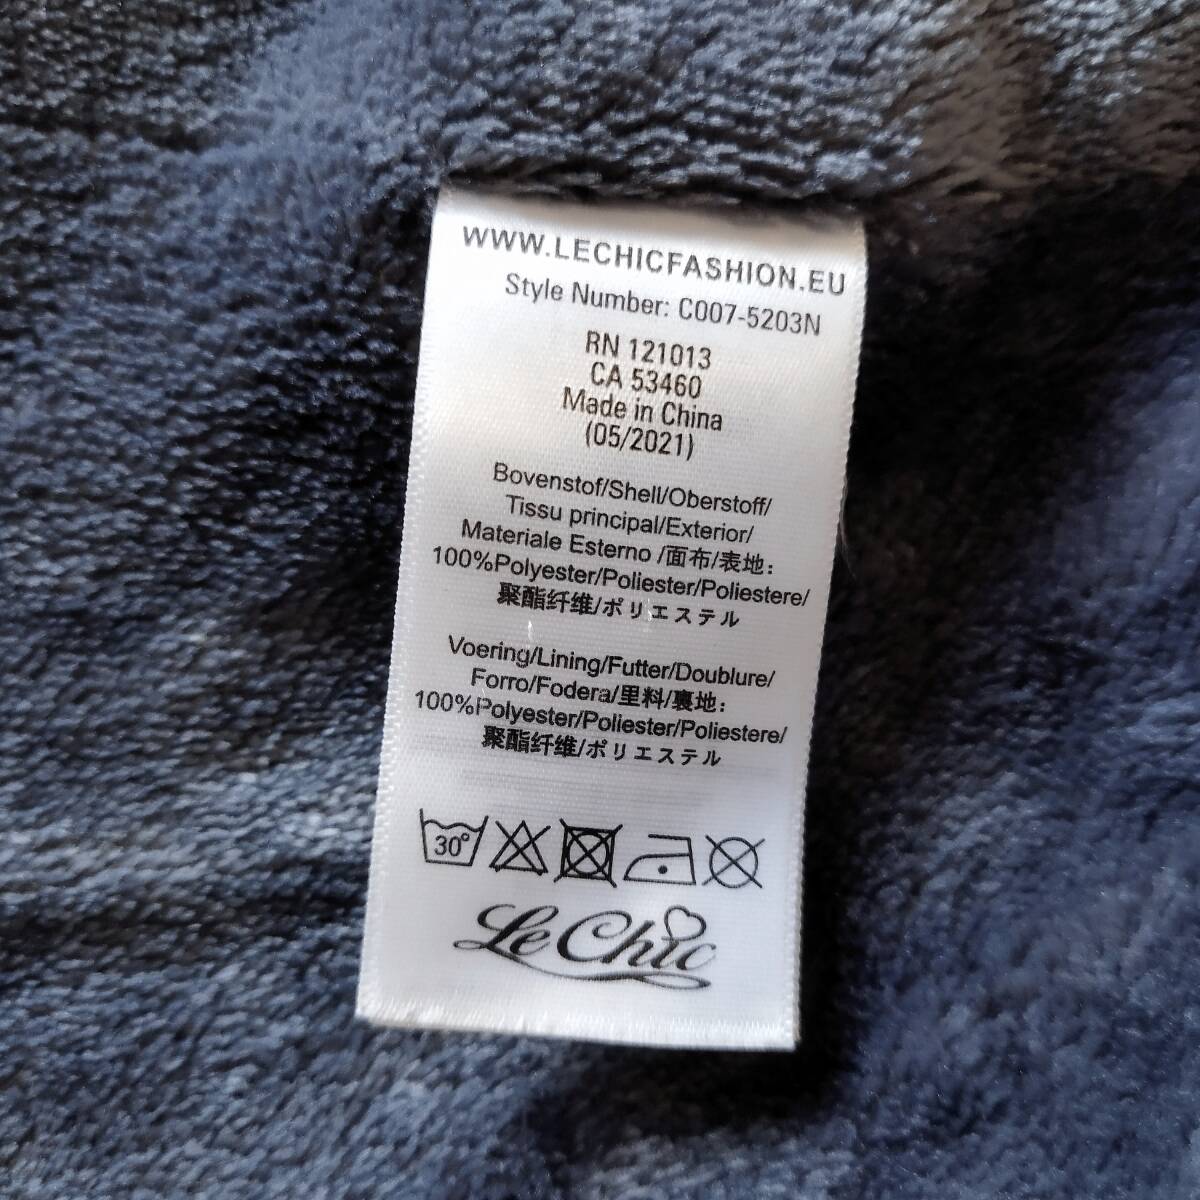 WWW.LECHICFASHION.EU
Style Number: C007-5203N
RN 121013
CA 53460
Made in China
(05/2021)
Bovenstof/Shell/Oberstoff/
Tissu principal/Exterior/
Materiale Esterno /面布/表地:
100%Polyester/Poliester/Poliestere/
聚酯纤维/ポリエステル
Voering/Lining/Futter/Doublure/
Forro/Fodera/里料/裏地:
100%Polyester/Poliester/Poliestere/
聚酯纤维/ポリエステル
30°
Le Chic